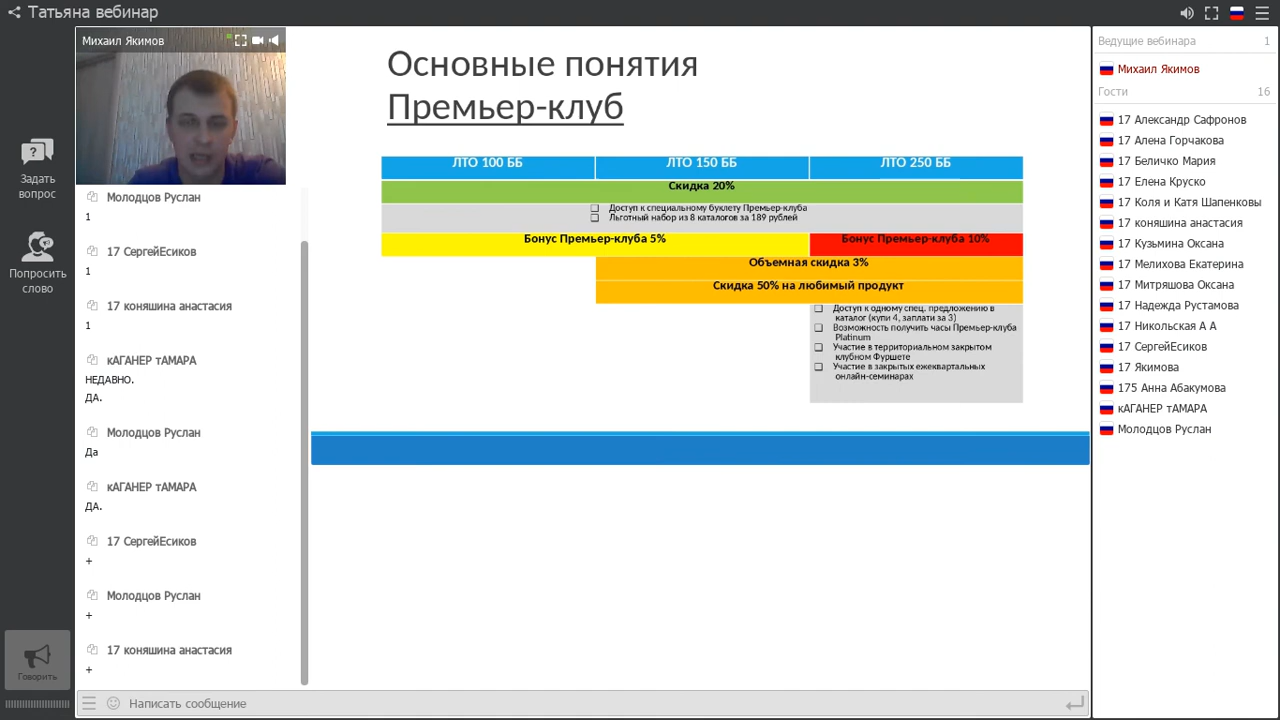 Татьяна вебинар
Задать
вопрос
Попросить
слово
Говорить
Михаил Якимов
Молодцов Руслан
1
17 СергейЕсиков
1
17 коняшина анастасия
1
кАГАНЕР тАМАРА
НЕДАВНО.
ДА.
Молодцов Руслан
Да
кАГАНЕР тАМАРА
ДА.
17 СергейЕсиков
+
Молодцов Руслан
+
17 коняшина анастасия
+
Написать сообщение
Основные понятия
Премьер-клуб
ЛТО 100 ББ
ЛТО 150 ББ
ЛТО 250 ББ
Скидка 20%
Доступ к специальному буклету Премьер-клуба
Льготный набор из 8 каталогов за 189 рублей
Бонус Премьер-клуба 5%
Бонус Премьер-клуба 10%
Объемная скидка 3%
Скидка 50% на любимый продукт
Доступ к одному спец. предложению в
каталог (купи 4, заплати за 3)
Возможность получить часы Премьер-клуба
Platinum
Участие в территориальном закрытом
клубном Фуршете
Участие в закрытых ежеквартальных
онлайн-семинарах
Ведущие вебинара 1
Михаил Якимов
Гости 16
17 Александр Сафронов
17 Алена Горчакова
17 Беличко Мария
17 Елена Круско
17 Коля и Катя Шапенковы
17 коняшина анастасия
17 Кузьмина Оксана
17 Мелихова Екатерина
17 Митряшова Оксана
17 Надежда Рустамова
17 Никольская А А
17 СергейЕсиков
17 Якимова
175 Анна Абакумова
кАГАНЕР тАМАРА
Молодцов Руслан